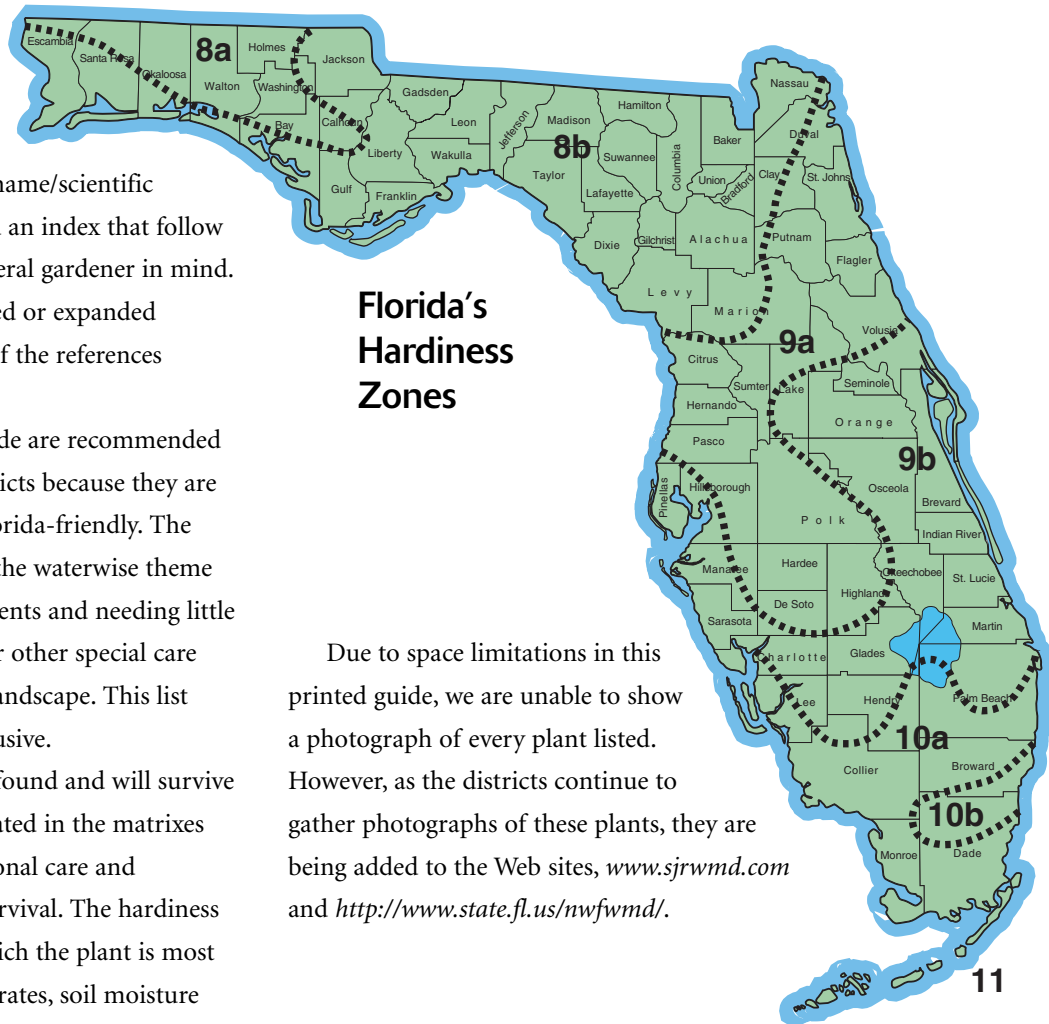 Escambia
Santa Rosa
Okaloosa
8a
Walton
Holmes
Washington
Jackson
Bay
Calhoun
Gulf
Liberty
Franklin
Gadsden
Leon
Wakulla
Jefferson
Madison
8b
Taylor
Hamilton
Suwannee
Lafayette
Columbia
Dixie
Gilchrist
Baker
Union
Bradford
Alachua
Nassau
Duval
Clay
St. Johns
Putnam
Flagler
Levy
Marion
Volusia
9a
Citrus
Sumter
Lake
Seminole
Hernando
Orange
Pasco
9b
Pinellas
Hillsborough
Osceola
Brevard
Polk
Indian River
Manatee
Hardee
Okeechobee
St. Lucie
De Soto
Highlands
Sarasota
Martin
Charlotte
Glades
Lee
Hendry
Palm Beach
10a
Collier
Broward
10b
Monroe
Dade
11
Florida's
Hardiness
Zones
name/scientific
an index that follow
eral gardener in mind.
ed or expanded
f the references
de are recommended
icts because they are
orida-friendly. The
the waterwise theme
ents and needing little
r other special care
andscape. This list
usive.
found and will survive
ated in the matrixes
onal care and
rvival. The hardiness
ich the plant is most
rates, soil moisture
Due to space limitations in this
printed guide, we are unable to show
a photograph of every plant listed.
However, as the districts continue to
gather photographs of these plants, they are
being added to the Web sites, www.sjrwmd.com
and http://www.state.fl.us/nwfwmd/.